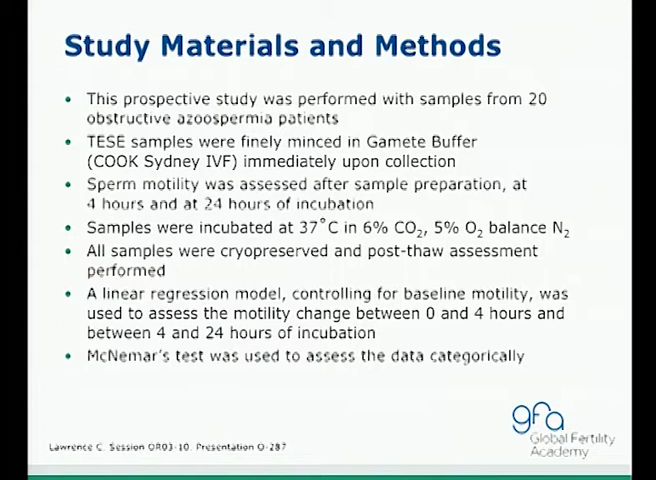 Study Materials and Methods
• This prospective study was performed with samples from 20
obstructive azoospermia patients
• TESE samples were finely minced in Gamete Buffer
(COOK Sydney IVF) immediately upon collection
• Sperm motility was assessed after sample preparation, at
4 hours and at 24 hours of incubation
• Samples were incubated at 37˚C in 6% CO₂, 5% O₂ balance N₂
• All samples were cryopreserved and post-thaw assessment
performed
• A linear regression model, controlling for baseline motility, was
used to assess the motility change between 0 and 4 hours and
between 4 and 24 hours of incubation
• McNemar's test was used to assess the data categorically
Lawrence C. Session OR03-10. Presentation O-287
gfa
Global Fertility
Academy